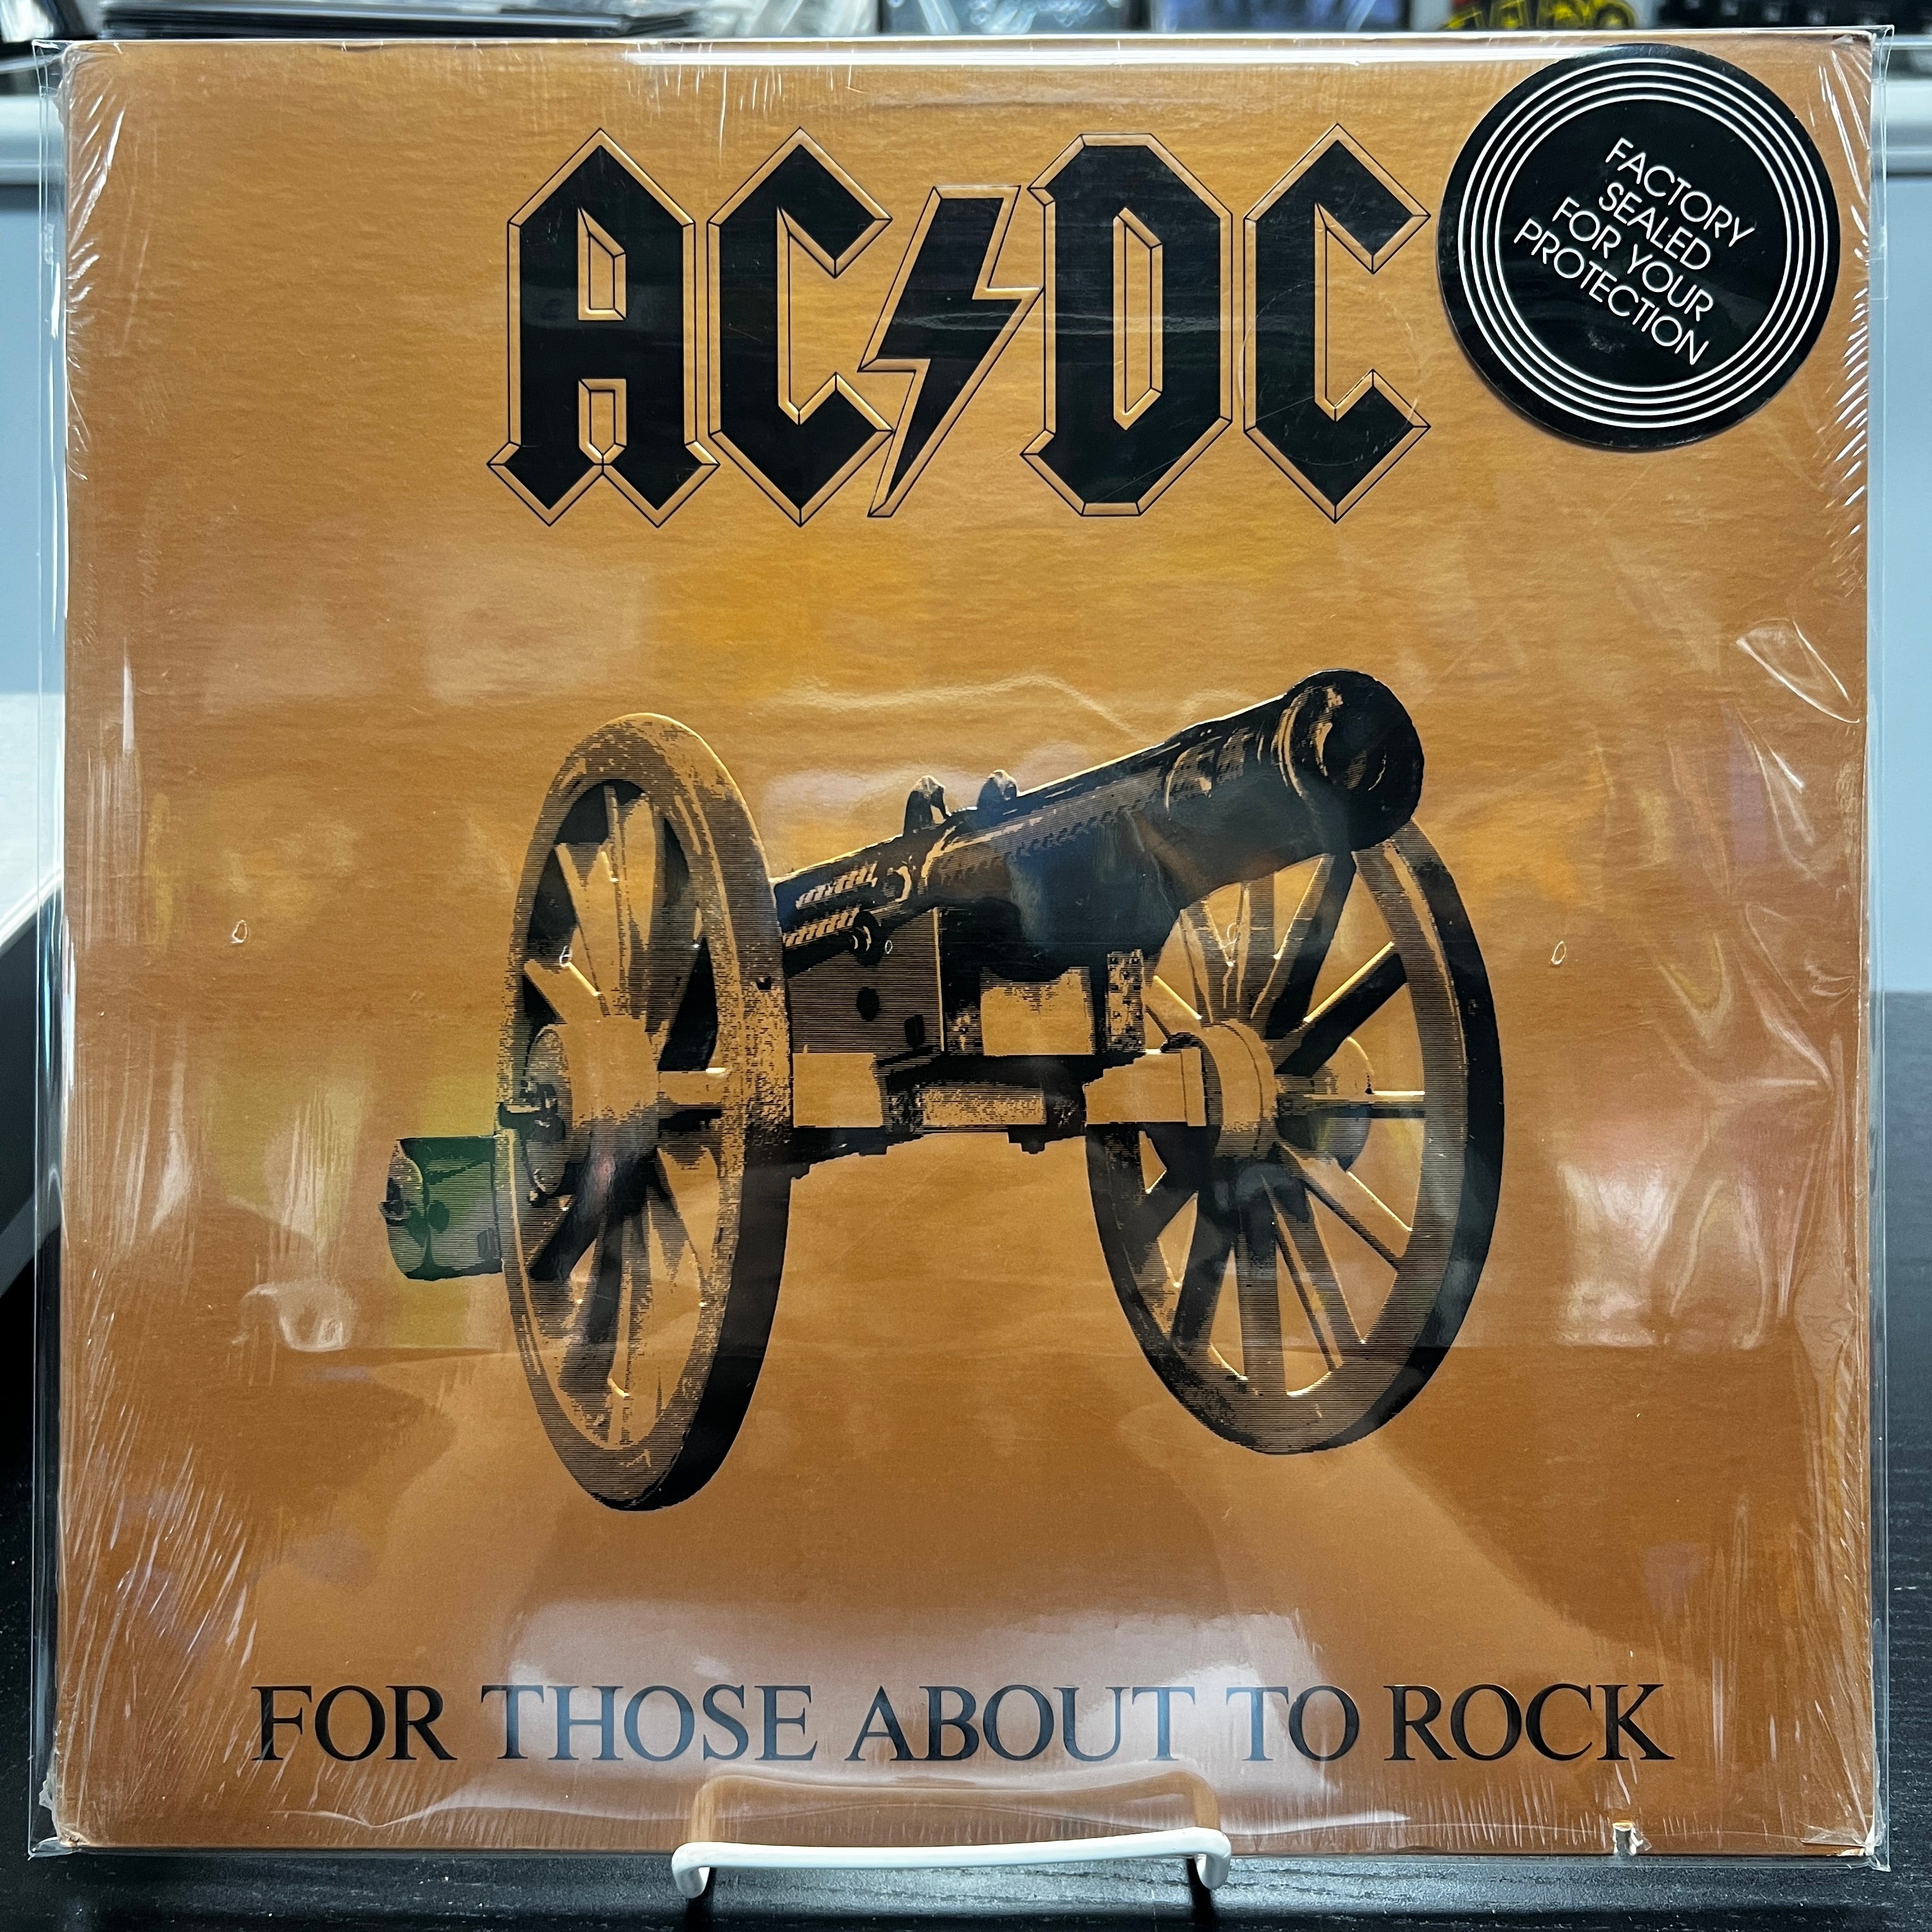 AC/DC
FACTORY
SEALED
FOR YOUR
PROTECTION
FOR THOSE ABOUT TO ROCK